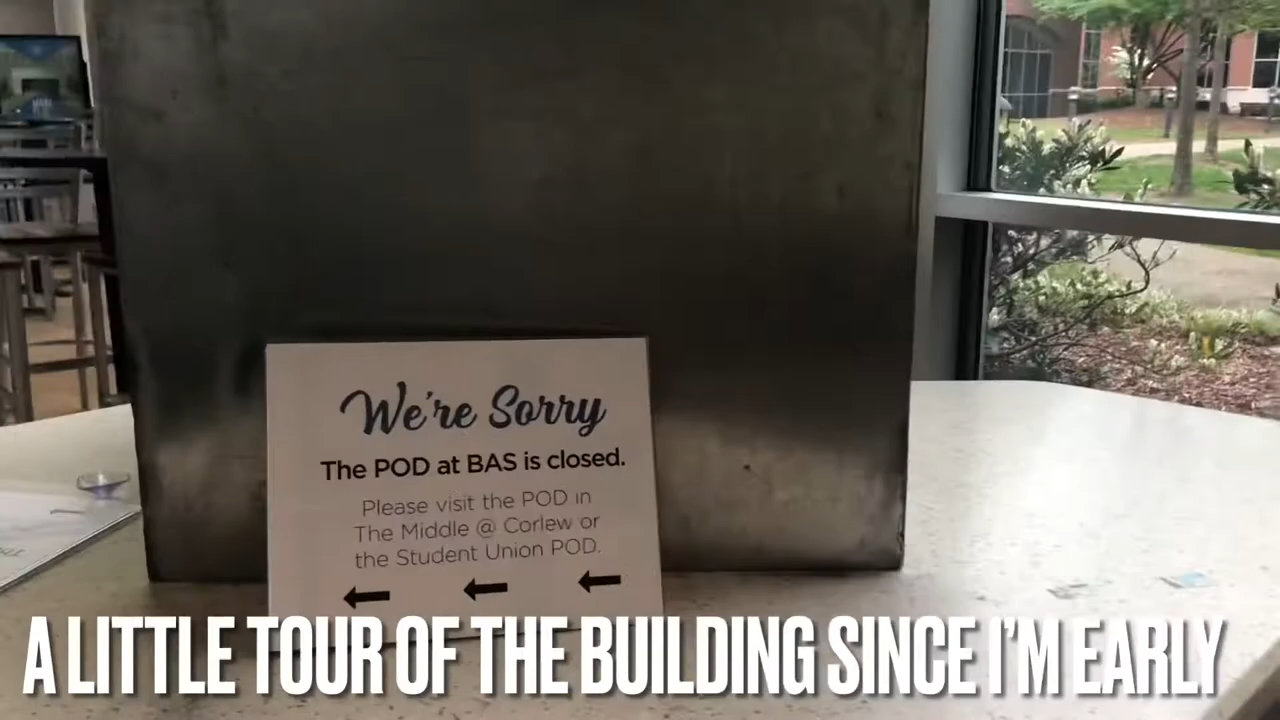 We're Sorry
The POD at BAS is closed.
Please visit the POD in
The Middle @ Corlew or
the Student Union POD.
A LITTLE TOUR OF THE BUILDING SINCE I'M EARLY